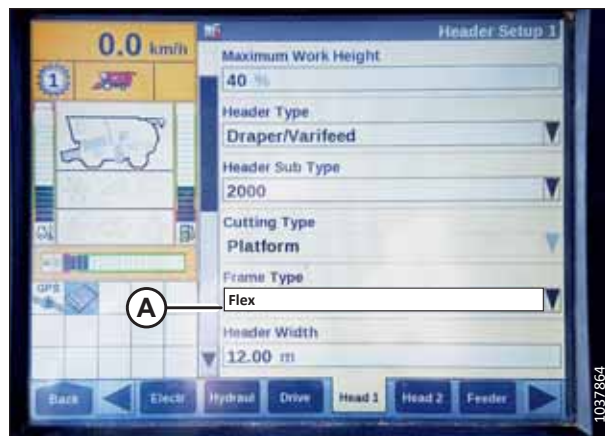 0.0 km/h
Header Setup 1
1
Maximum Work Height
40 %
Header Type
Draper/Varifeed
Header Sub Type
2000
Cutting Type
Platform
Frame Type
A
Flex
GPS
Header Width
12.00 m
Back
Electr
Hydraul
Drive
Head 1
Head 2
Feeder
1037864